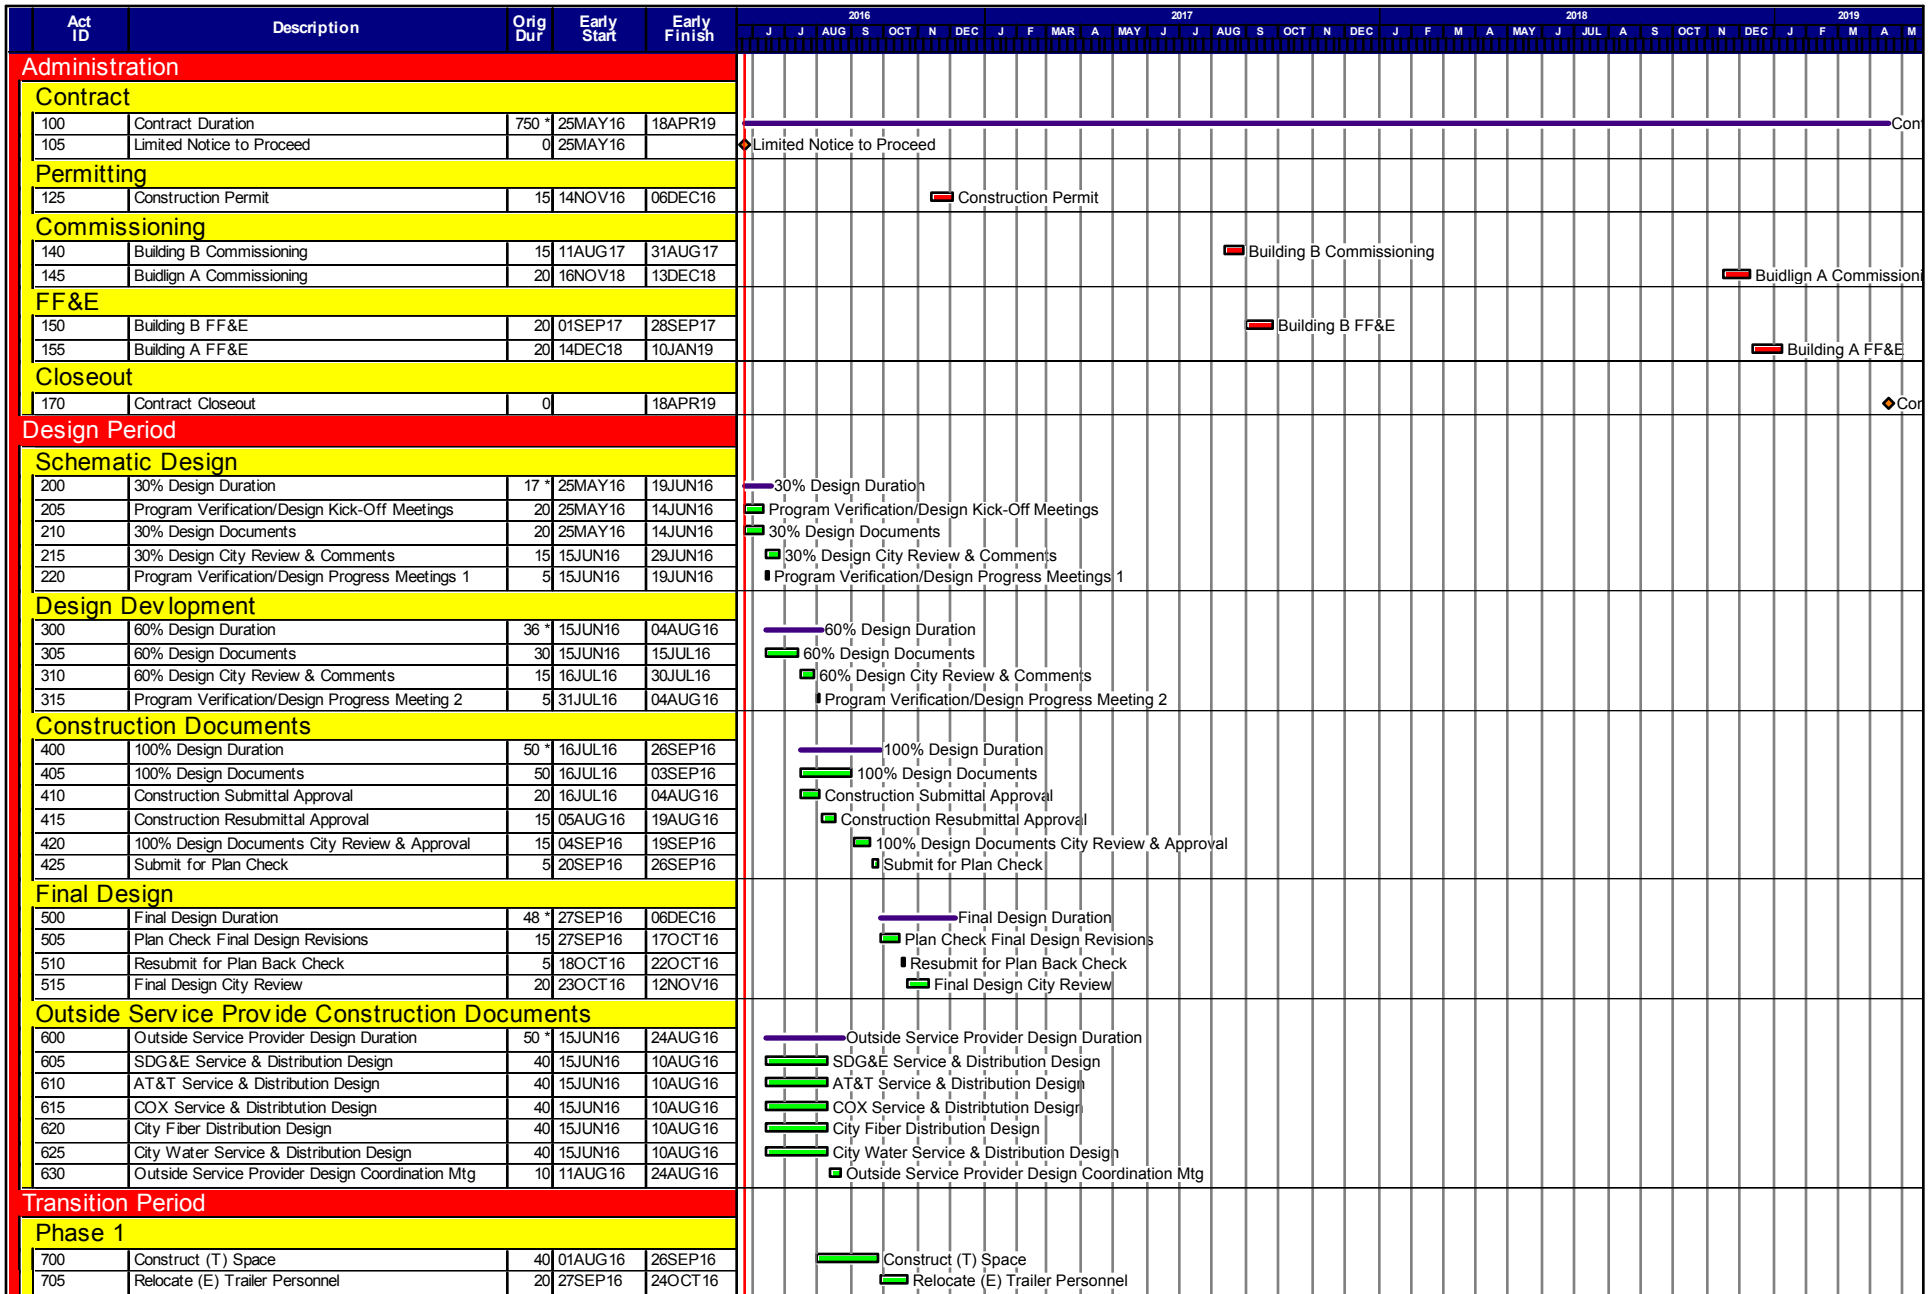 Act ID Description Orig Dur Early Start Early Finish 2016 2017 2018 2019
J J AUG S OCT N DEC J F MAR A MAY J J AUG S OCT N DEC J F M A MAY J JUL A S OCT N DEC J F M A M
Administration
Contract
100 Contract Duration 750 * 25MAY16 18APR19 Con
105 Limited Notice to Proceed 0 25MAY16 Limited Notice to Proceed
Permitting
125 Construction Permit 15 14NOV16 06DEC16 Construction Permit
Commissioning
140 Building B Commissioning 15 11AUG17 31AUG17 Building B Commissioning
145 Buidlign A Commissioning 20 16NOV18 13DEC18 Buidlign A Commissioni
FF&E
150 Building B FF&E 20 01SEP17 28SEP17 Building B FF&E
155 Building A FF&E 20 14DEC18 10JAN19 Building A FF&E
Closeout
170 Contract Closeout 0 18APR19 Con
Design Period
Schematic Design
200 30% Design Duration 17 * 25MAY16 19JUN16 30% Design Duration
205 Program Verification/Design Kick-Off Meetings 20 25MAY16 14JUN16 Program Verification/Design Kick-Off Meetings
210 30% Design Documents 20 25MAY16 14JUN16 30% Design Documents
215 30% Design City Review & Comments 15 15JUN16 29JUN16 30% Design City Review & Comments
220 Program Verification/Design Progress Meetings 1 5 15JUN16 19JUN16 Program Verification/Design Progress Meetings 1
Design Devlopment
300 60% Design Duration 36 * 15JUN16 04AUG16 60% Design Duration
305 60% Design Documents 30 15JUN16 15JUL16 60% Design Documents
310 60% Design City Review & Comments 15 16JUL16 30JUL16 60% Design City Review & Comments
315 Program Verification/Design Progress Meeting 2 5 31JUL16 04AUG16 Program Verification/Design Progress Meeting 2
Construction Documents
400 100% Design Duration 50 * 16JUL16 26SEP16 100% Design Duration
405 100% Design Documents 50 16JUL16 03SEP16 100% Design Documents
410 Construction Submittal Approval 20 16JUL16 04AUG16 Construction Submittal Approval
415 Construction Resubmittal Approval 15 05AUG16 19AUG16 Construction Resubmittal Approval
420 100% Design Documents City Review & Approval 15 04SEP16 19SEP16 100% Design Documents City Review & Approval
425 Submit for Plan Check 5 20SEP16 26SEP16 Submit for Plan Check
Final Design
500 Final Design Duration 48 * 27SEP16 06DEC16 Final Design Duration
505 Plan Check Final Design Revisions 15 27SEP16 17OCT16 Plan Check Final Design Revisions
510 Resubmit for Plan Back Check 5 18OCT16 22OCT16 Resubmit for Plan Back Check
515 Final Design City Review 20 23OCT16 12NOV16 Final Design City Review
Outside Service Provide Construction Documents
600 Outside Service Provider Design Duration 50 * 15JUN16 24AUG16 Outside Service Provider Design Duration
605 SDG&E Service & Distribution Design 40 15JUN16 10AUG16 SDG&E Service & Distribution Design
610 AT&T Service & Distribution Design 40 15JUN16 10AUG16 AT&T Service & Distribution Design
615 COX Service & Distribtution Design 40 15JUN16 10AUG16 COX Service & Distribtution Design
620 City Fiber Distribution Design 40 15JUN16 10AUG16 City Fiber Distribution Design
625 City Water Service & Distribution Design 40 15JUN16 10AUG16 City Water Service & Distribution Design
630 Outside Service Provider Design Coordination Mtg 10 11AUG16 24AUG16 Outside Service Provider Design Coordination Mtg
Transition Period
Phase 1
700 Construct (T) Space 40 01AUG16 26SEP16 Construct (T) Space
705 Relocate (E) Trailer Personnel 20 27SEP16 24OCT16 Relocate (E) Trailer Personnel